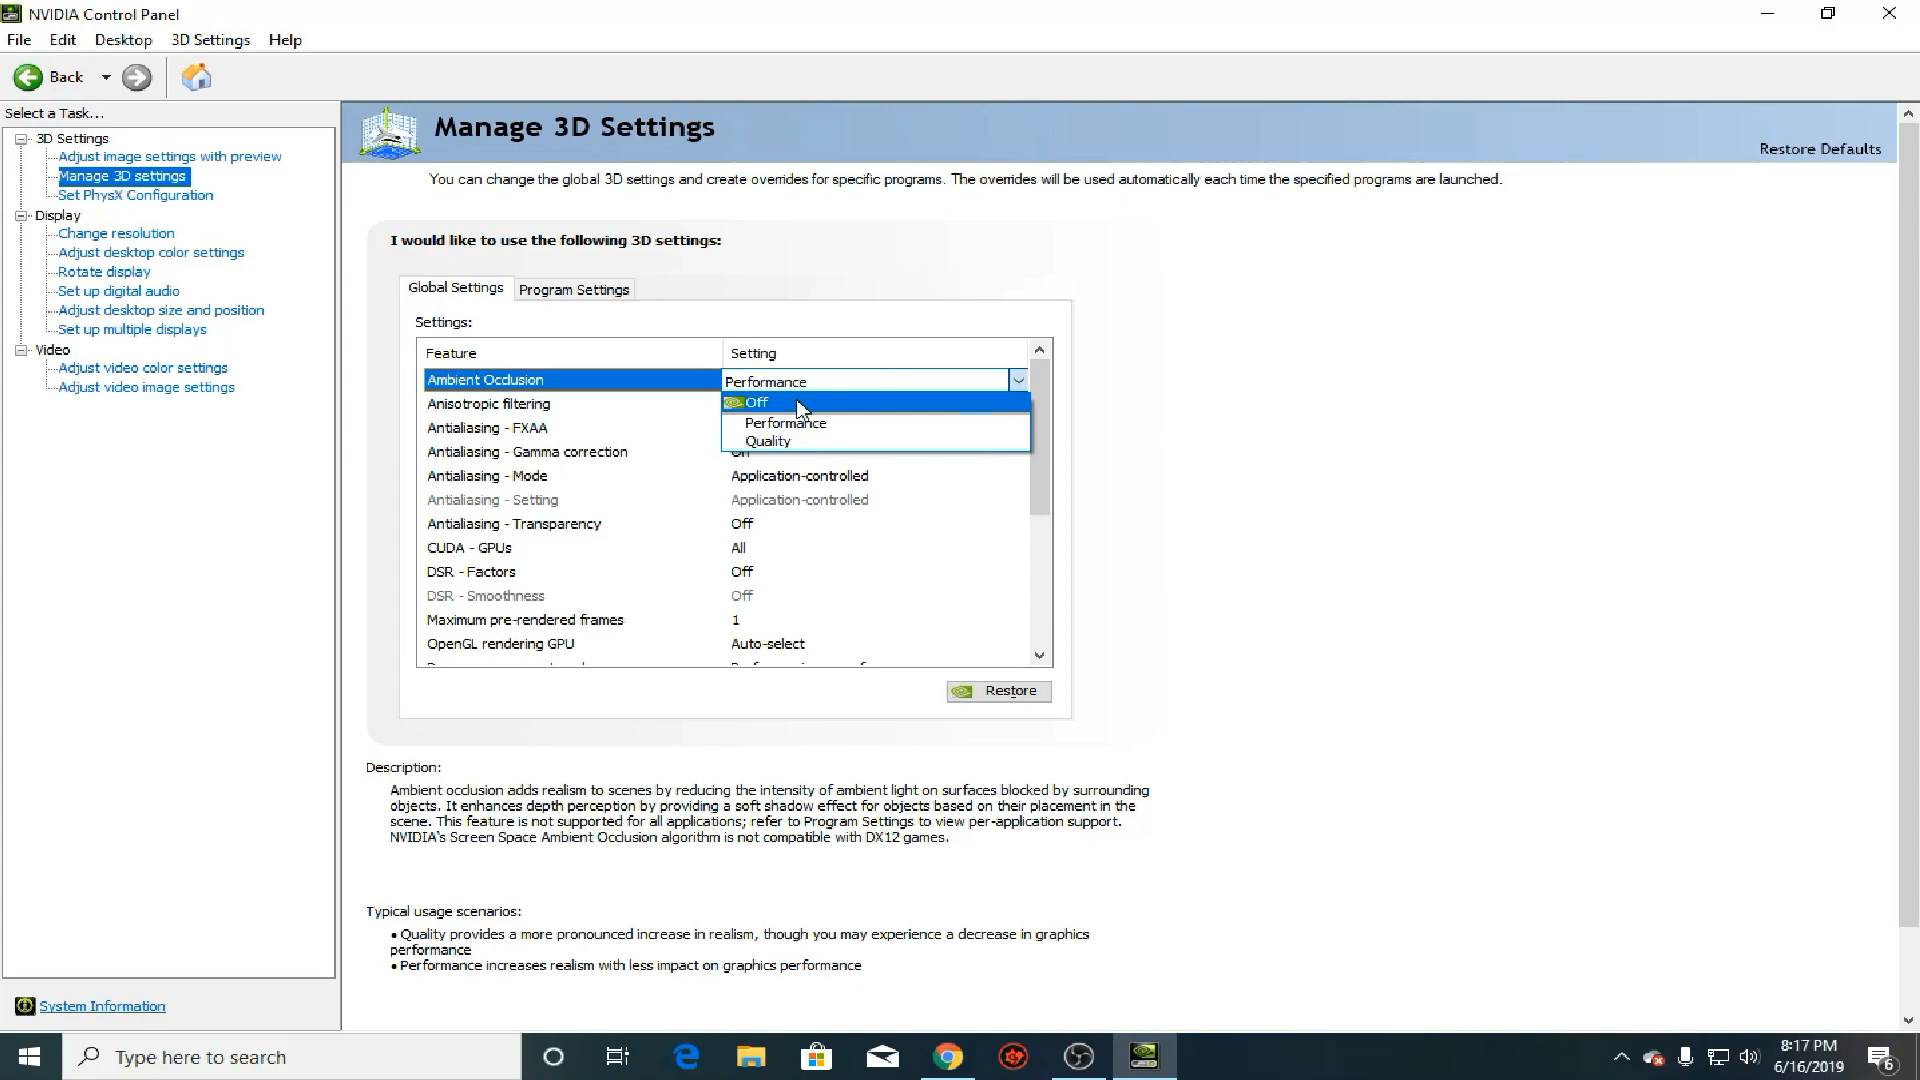 NVIDIA Control Panel
File Edit Desktop 3D Settings Help
Back
Select a Task...
3D Settings
Adjust image settings with preview
Manage 3D settings
Set PhysX Configuration
Display
Change resolution
Adjust desktop color settings
Rotate display
Set up digital audio
Adjust desktop size and position
Set up multiple displays
Video
Adjust video color settings
Adjust video image settings
System Information
Manage 3D Settings
Restore Defaults
You can change the global 3D settings and create overrides for specific programs. The overrides will be used automatically each time the specified programs are launched.
I would like to use the following 3D settings:
Global Settings Program Settings
Settings:
Feature Setting
Ambient Occlusion Performance
Off
Performance
Quality
Anisotropic filtering
Antialiasing - FXAA
Antialiasing - Gamma correction
Antialiasing - Mode Application-controlled
Antialiasing - Setting Application-controlled
Antialiasing - Transparency Off
CUDA - GPUs All
DSR - Factors Off
DSR - Smoothness Off
Maximum pre-rendered frames 1
OpenGL rendering GPU Auto-select
Restore
Description:
Ambient occlusion adds realism to scenes by reducing the intensity of ambient light on surfaces blocked by surrounding
objects. It enhances depth perception by providing a soft shadow effect for objects based on their placement in the
scene. This feature is not supported for all applications; refer to Program Settings to view per-application support.
NVIDIA's Screen Space Ambient Occlusion algorithm is not compatible with DX12 games.
Typical usage scenarios:
• Quality provides a more pronounced increase in realism, though you may experience a decrease in graphics
performance
• Performance increases realism with less impact on graphics performance
Type here to search
8:17 PM
6/16/2019
6